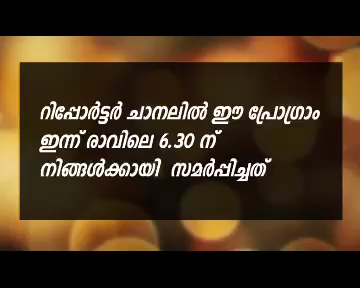 റിപ്പോർട്ടർ ചാനലിൽ ഈ പ്രോഗ്രാം
ഇന്ന് രാവിലെ 6.30 ന്
നിങ്ങൾക്കായി സമർപ്പിച്ചത്